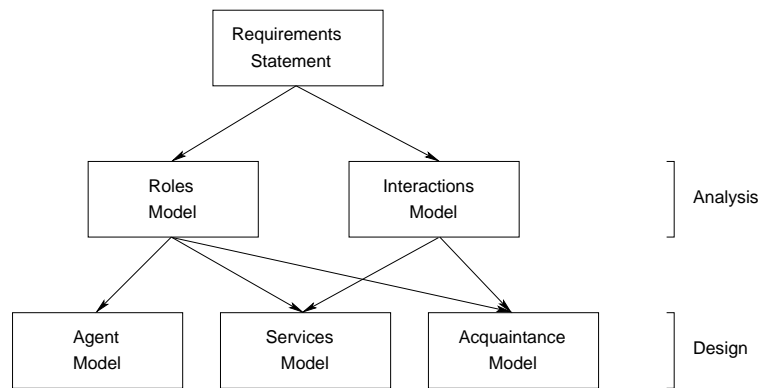 Requirements
Statement
Roles
Model
Interactions
Model
Analysis
Agent
Model
Services
Model
Acquaintance
Model
Design